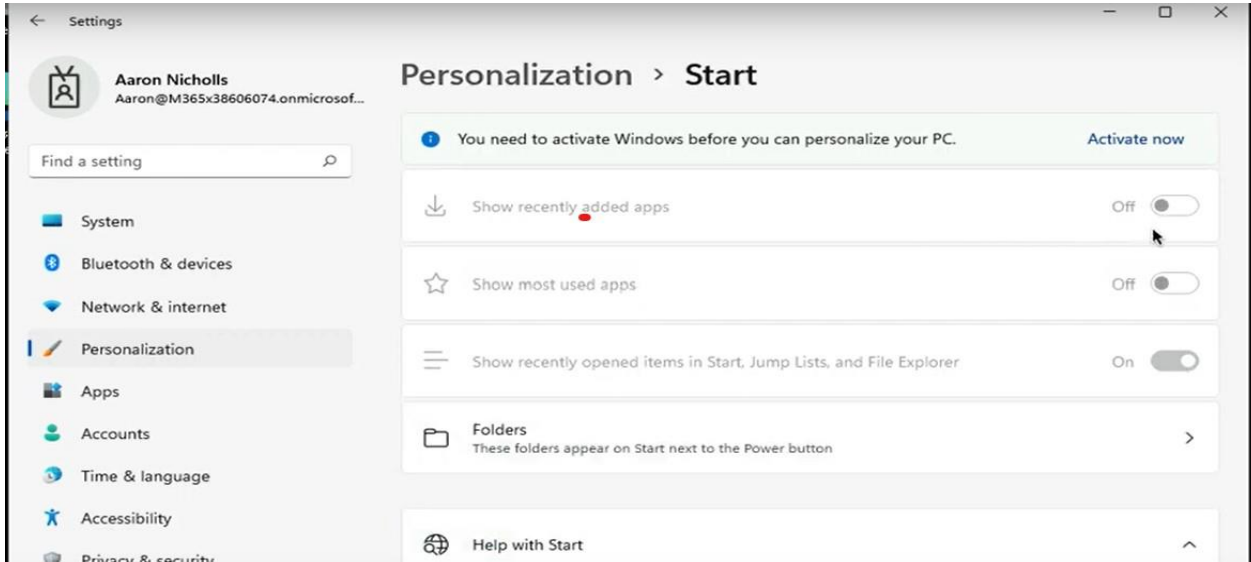 Settings
Aaron Nicholls
Aaron@M365x38606074.onmicrosof...
Find a setting
System
Bluetooth & devices
Network & internet
Personalization
Apps
Accounts
Time & language
Accessibility
Privacy & security
Personalization > Start
You need to activate Windows before you can personalize your PC. Activate now
Show recently added apps Off
Show most used apps Off
Show recently opened items in Start, Jump Lists, and File Explorer On
Folders
These folders appear on Start next to the Power button
Help with Start